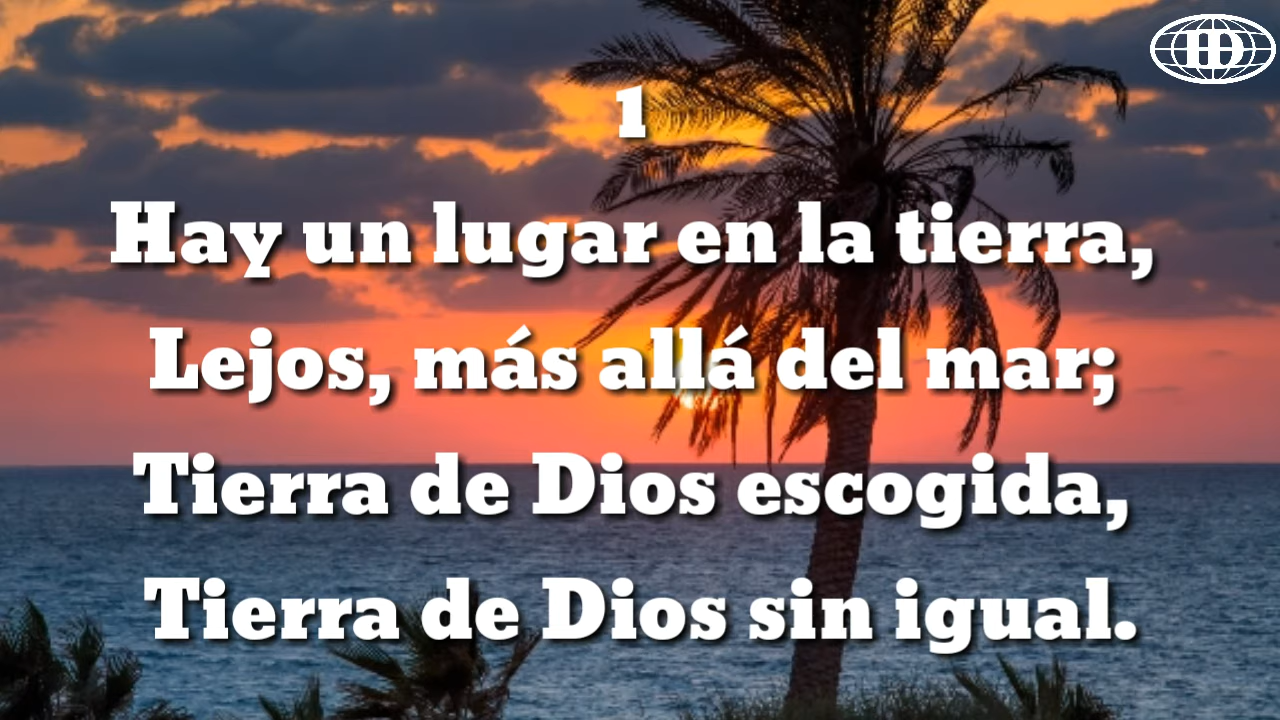 HD
1
Hay un lugar en la tierra,
Lejos, más allá del mar;
Tierra de Dios escogida,
Tierra de Dios sin igual.